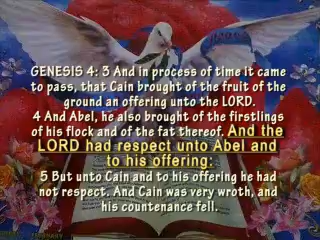 GENESIS 4: 3 And in process of time it came
to pass, that Cain brought of the fruit of the
ground an offering unto the LORD.
4 And Abel, he also brought of the firstlings
of his flock and of the fat thereof. And the
LORD had respect unto Abel and
to his offering:
5 But unto Cain and to his offering he had
not respect. And Cain was very wroth, and
his countenance fell.